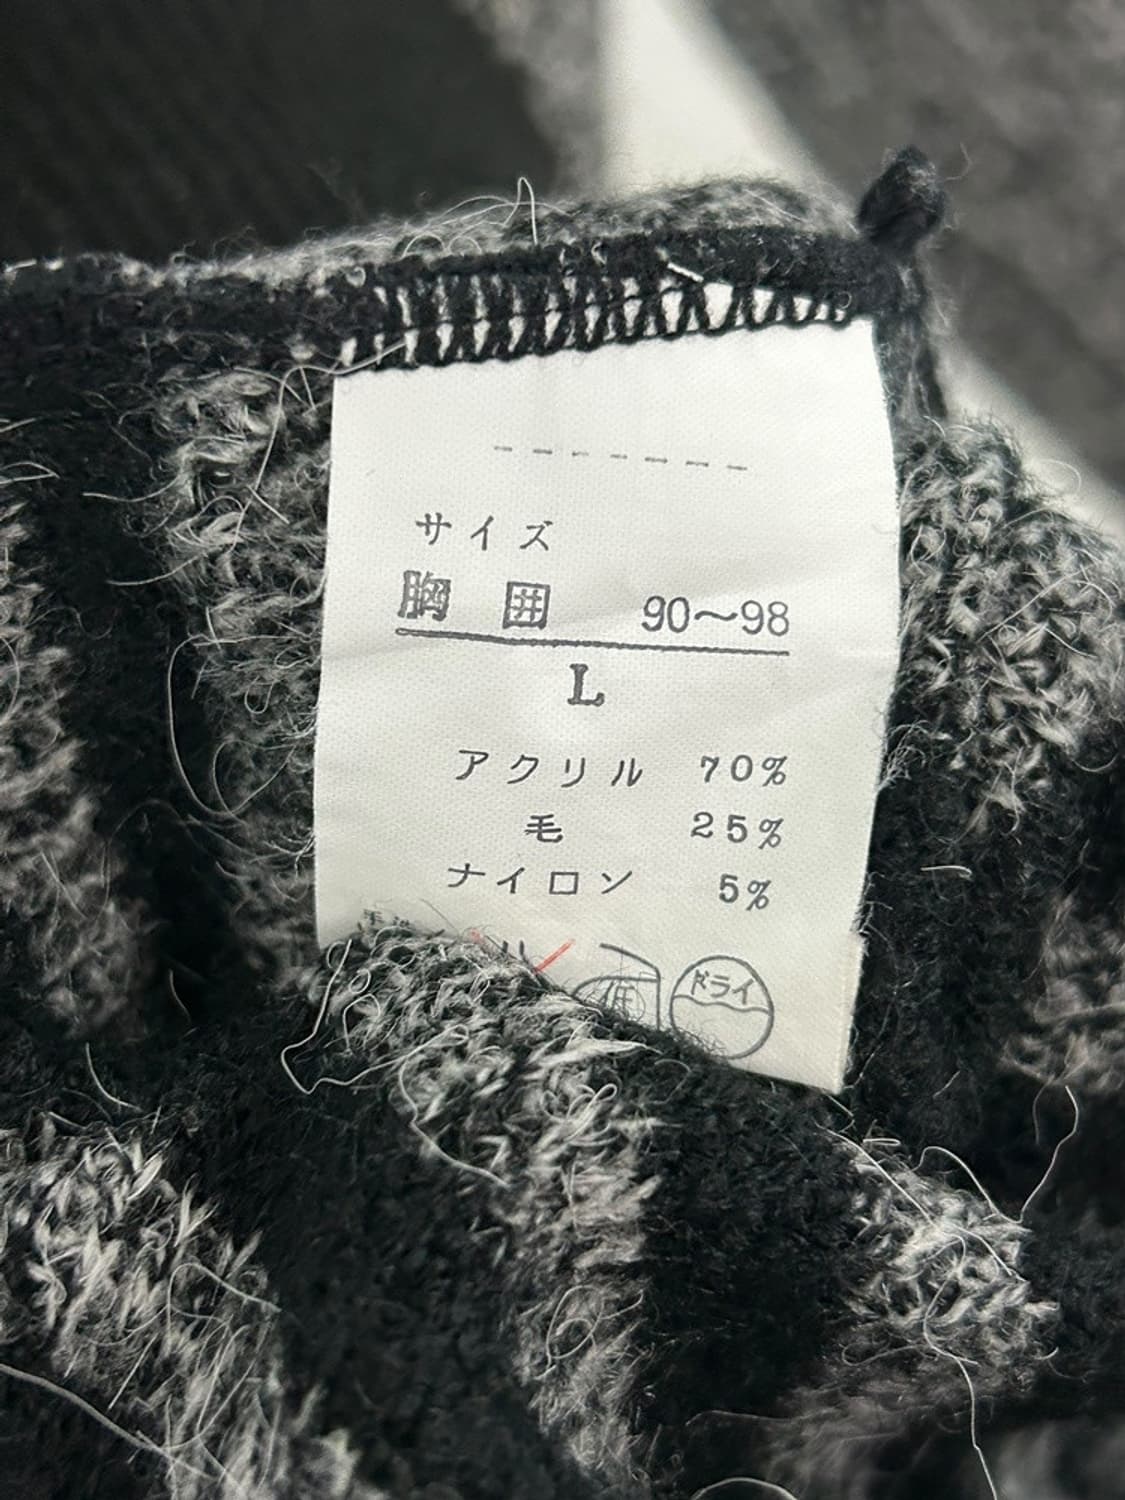 サイズ
胸囲 90〜98
L
アクリル 70%
毛 25%
ナイロン 5%
ドライ